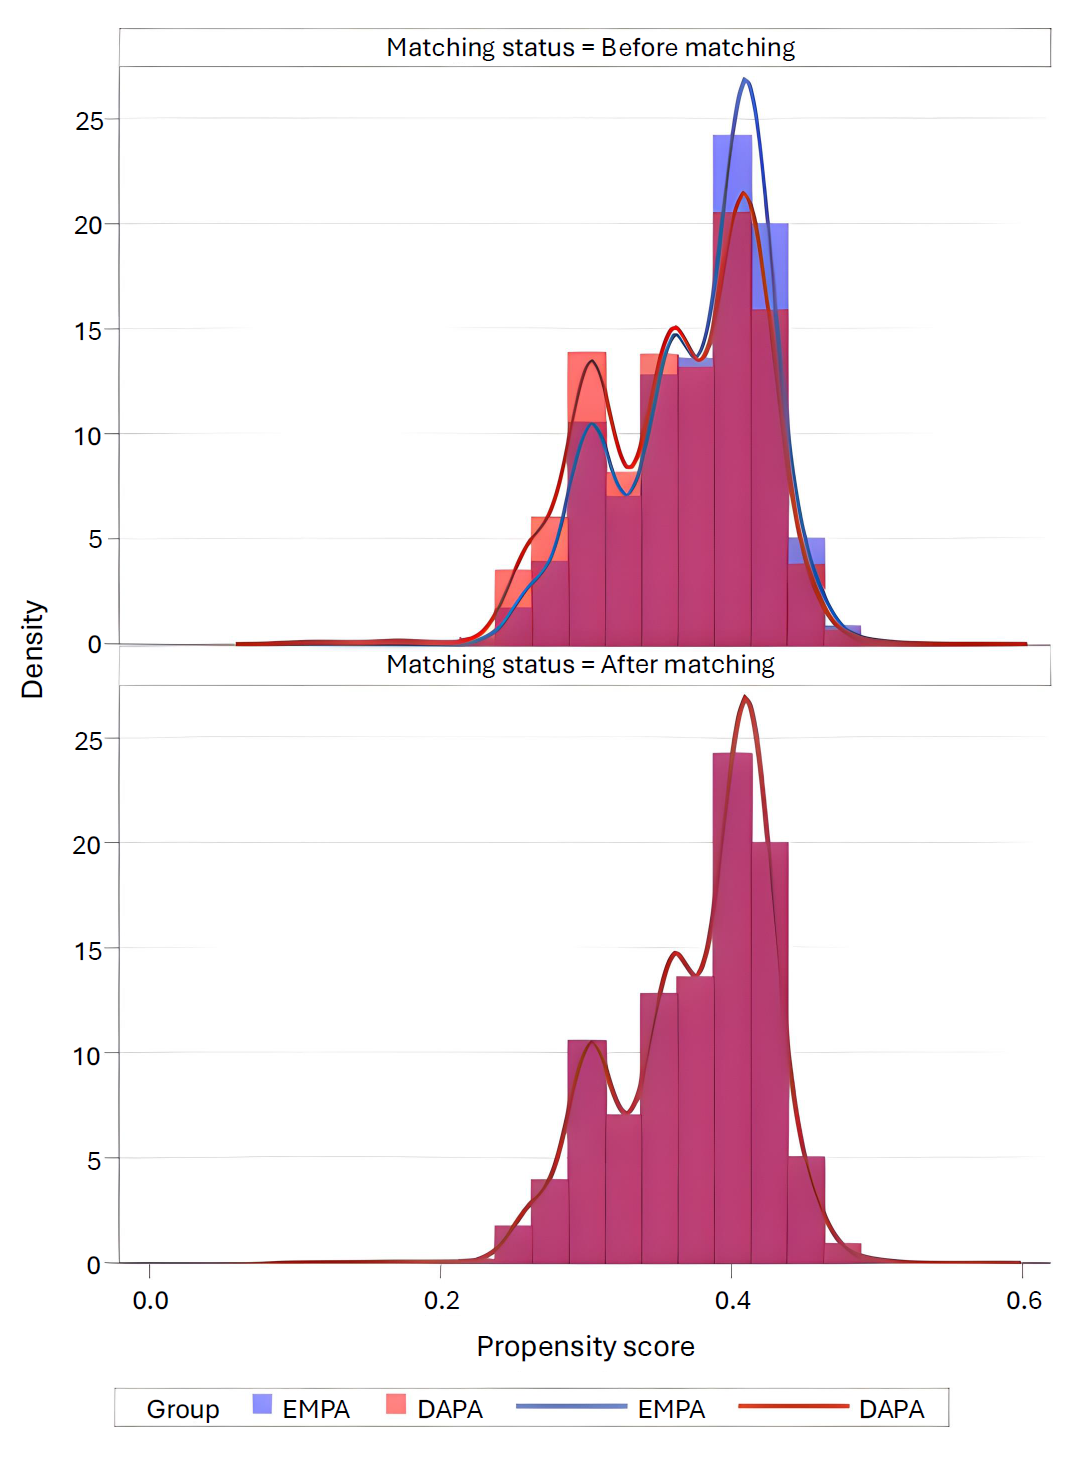 Matching status = Before matching
25
20
15
10
5
0
Matching status = After matching
25
20
15
10
5
0
0.0 0.2 0.4 0.6
Density
Propensity score
Group EMPA DAPA EMPA DAPA